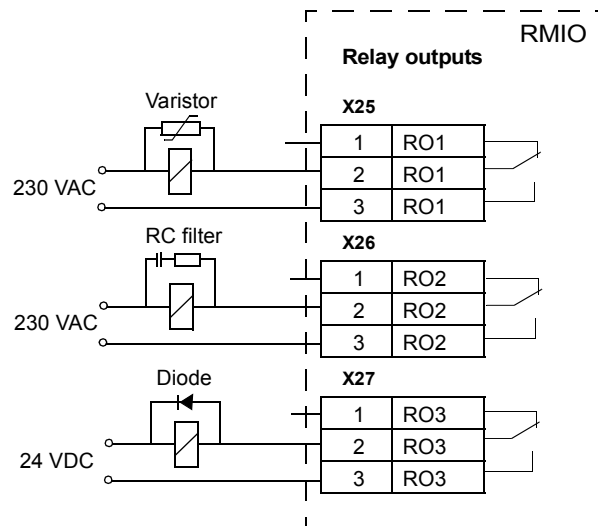 RMIO
Relay outputs
Varistor
X25
1 RO1
2 RO1
3 RO1
230 VAC
RC filter
X26
1 RO2
2 RO2
3 RO2
230 VAC
Diode
X27
1 RO3
2 RO3
3 RO3
24 VDC